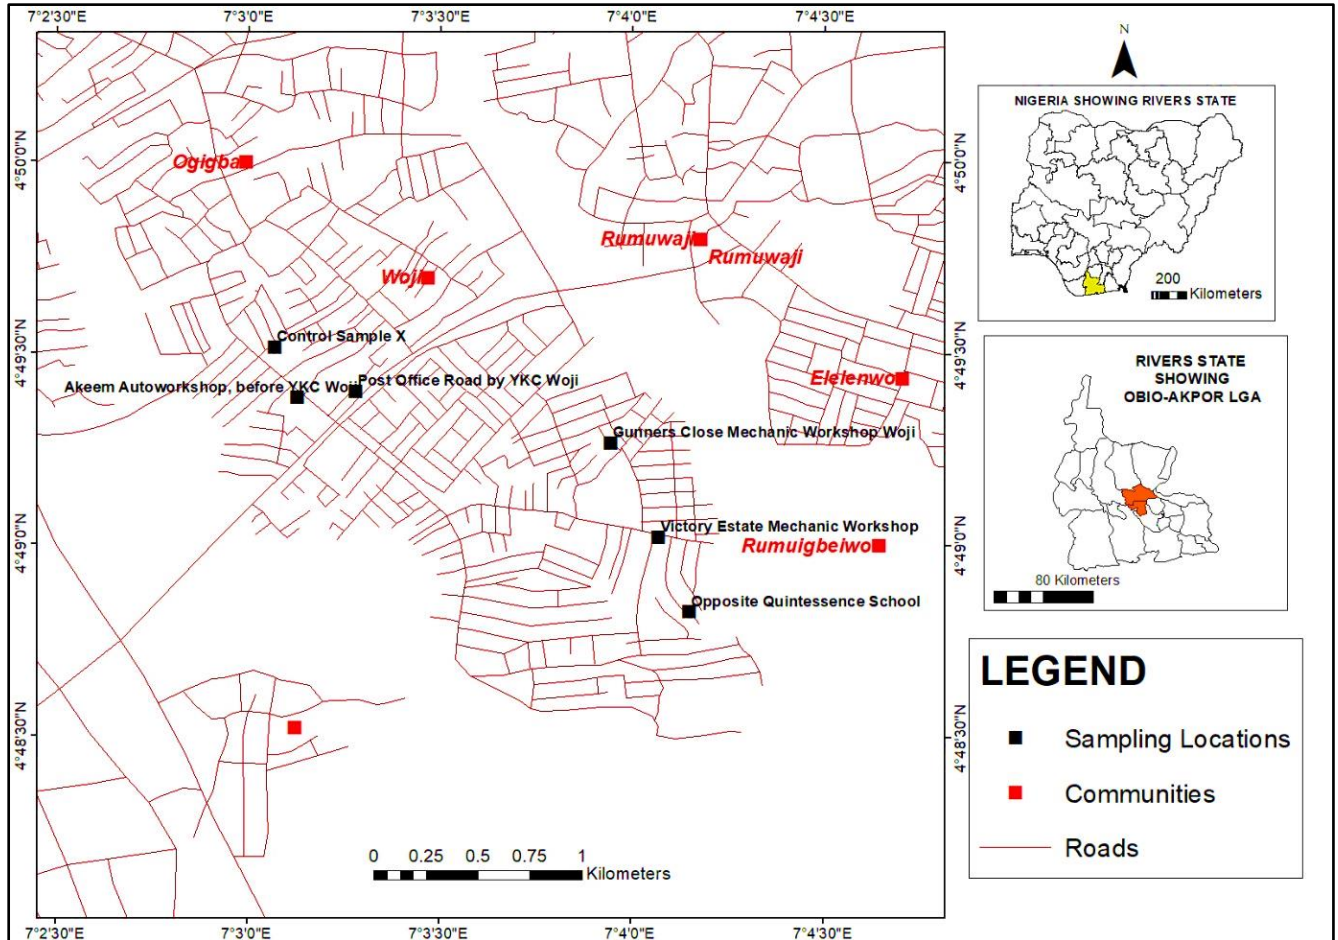 7°2'30"E 7°3'0"E 7°3'30"E 7°4'0"E 7°4'30"E
4°50'0"N
4°49'30"N
4°49'0"N
4°48'30"N
Ogigba
Rumuwaji
Rumuwaji
Woji
Control Sample X
Akeem Autoworkshop, before YKC Woji
Post Office Road by YKC Woji
Elelenwo
Gunners Close Mechanic Workshop Woji
Victory Estate Mechanic Workshop
Rumuigbeiwo
Opposite Quintessence School
0 0.25 0.5 0.75 1
Kilometers
4°50'0"N
4°49'30"N
4°49'0"N
4°48'30"N
7°2'30"E 7°3'0"E 7°3'30"E 7°4'0"E 7°4'30"E
N
NIGERIA SHOWING RIVERS STATE
200
Kilometers
RIVERS STATE
SHOWING
OBIO-AKPOR LGA
80 Kilometers
LEGEND
Sampling Locations
Communities
Roads